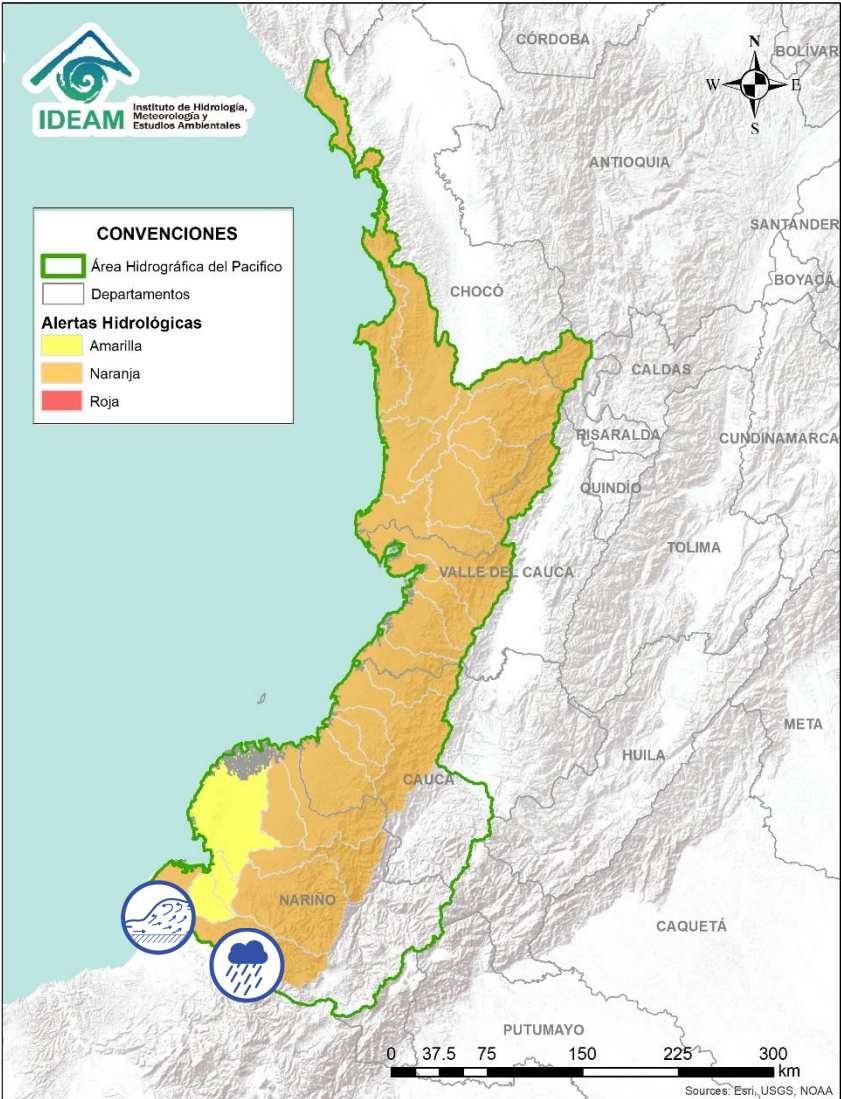 IDEAM
Instituto de Hidrología,
Meteorología y
Estudios Ambientales
CONVENCIONES
Área Hidrográfica del Pacifico
Departamentos
Alertas Hidrológicas
Amarilla
Naranja
Roja
N
W
E
S
CÓRDOBA
BOLÍVAR
ANTIOQUIA
SANTANDER
BOYACÁ
CHOCÓ
CALDAS
RISARALDA
CUNDINAMARCA
QUINDÍO
TOLIMA
VALLE DEL CAUCA
META
HUILA
CAUCA
NARIÑO
CAQUETÁ
PUTUMAYO
0 37.5 75 150 225 300
km
Sources: Esri, USGS, NOAA